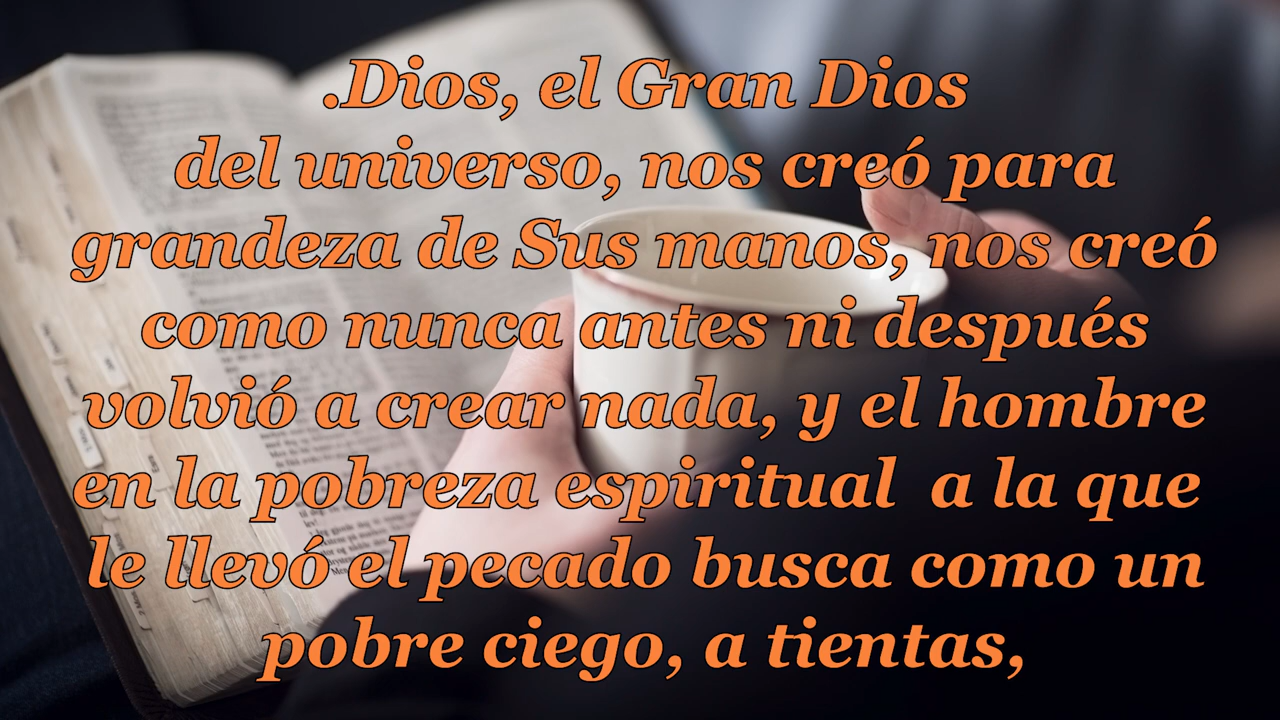 .Dios, el Gran Dios
del universo, nos creó para
grandeza de Sus manos, nos creó
como nunca antes ni después
volvió a crear nada, y el hombre
en la pobreza espiritual  a la que
le llevó el pecado busca como un
pobre ciego, a tientas,